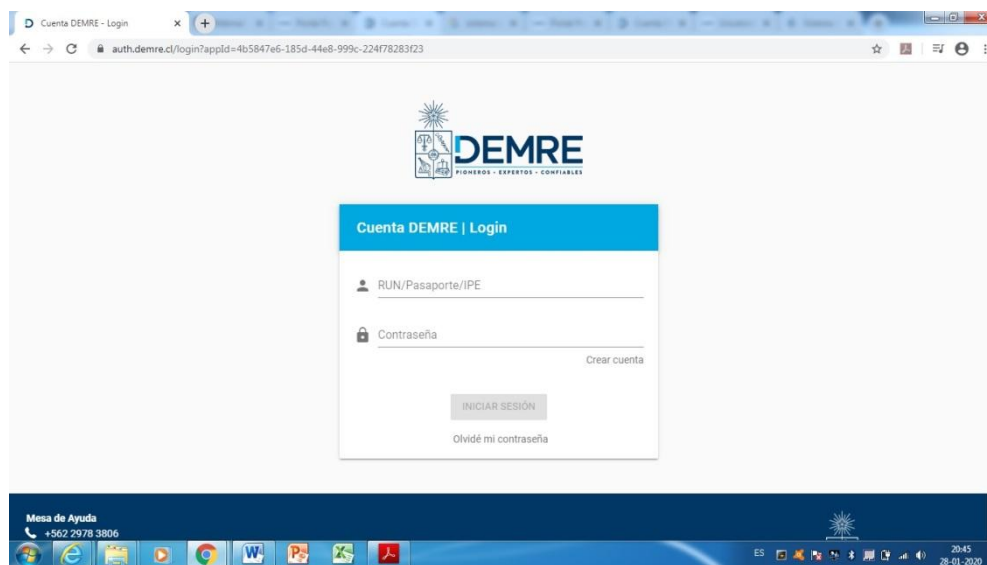 Cuenta DEMRE - Login
auth.demre.cl/login?appId=4b5847e6-185d-44e8-999c-224f78283f23
DEMRE
PIONEROS - EXPERTOS - CONFIABLES
Cuenta DEMRE | Login
RUN/Pasaporte/IPE
Contraseña
Crear cuenta
INICIAR SESIÓN
Olvidé mi contraseña
Mesa de Ayuda
+562 2978 3806
ES
20:45
28-01-2020